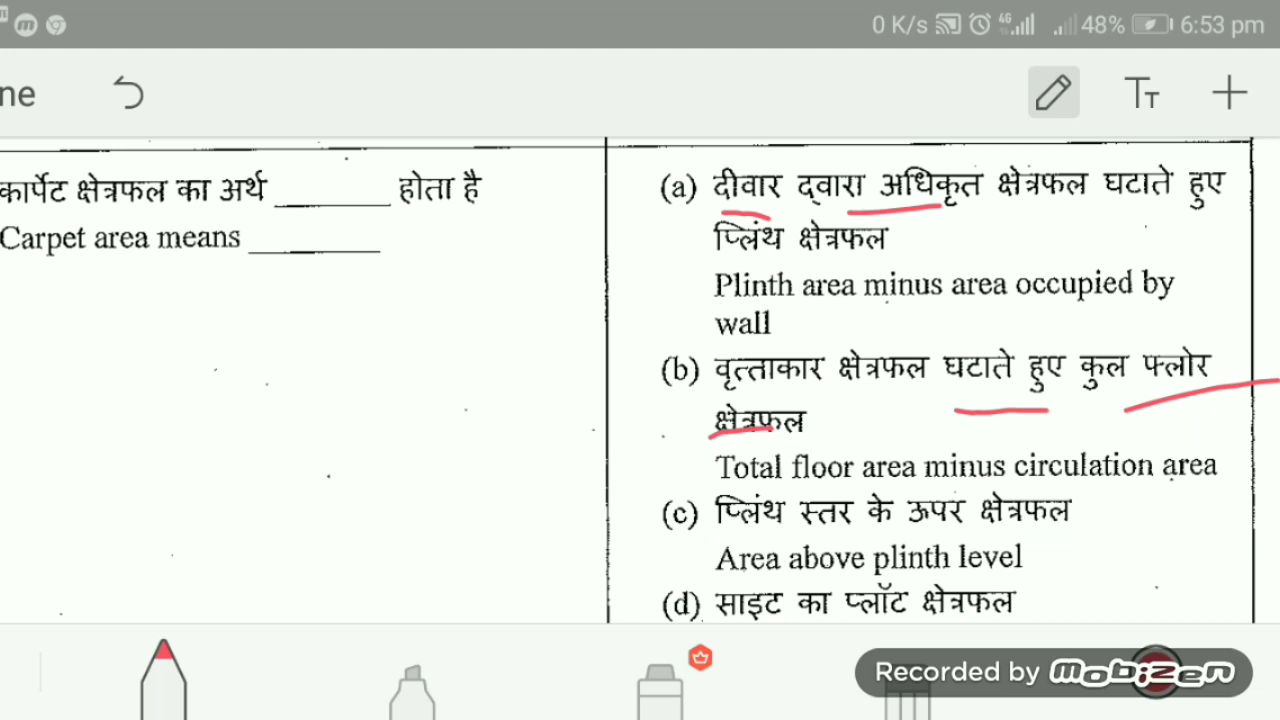 0 K/s 4G 48% 6:53 pm
ne
TT
कार्पेट क्षेत्रफल का अर्थ ________ होता है
Carpet area means ________
(a) दीवार द्वारा अधिकृत क्षेत्रफल घटाते हुए
प्लिंथ क्षेत्रफल
Plinth area minus area occupied by
wall
(b) वृत्ताकार क्षेत्रफल घटाते हुए कुल फ्लोर
क्षेत्रफल
Total floor area minus circulation area
(c) प्लिंथ स्तर के ऊपर क्षेत्रफल
Area above plinth level
(d) साइट का प्लॉट क्षेत्रफल
Recorded by mobizen